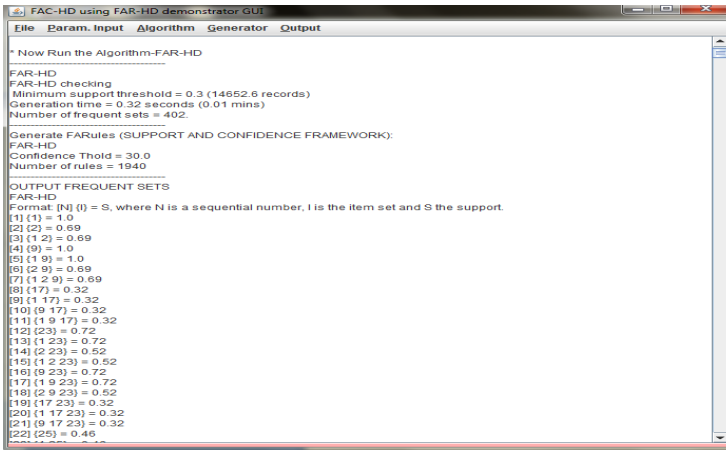 FAC-HD using FAR-HD demonstrator GUI
File Param. Input Algorithm Generator Output
* Now Run the Algorithm-FAR-HD
-------------------------------------
FAR-HD
FAR-HD checking
Minimum support threshold = 0.3 (14652.6 records)
Generation time = 0.32 seconds (0.01 mins)
Number of frequent sets = 402.
-------------------------------------
Generate FARules (SUPPORT AND CONFIDENCE FRAMEWORK):
FAR-HD
Confidence Thold = 30.0
Number of rules = 1940
-------------------------------------
OUTPUT FREQUENT SETS
FAR-HD
Format: [N] {I} = S, where N is a sequential number, I is the item set and S the support.
[1] {1} = 1.0
[2] {2} = 0.69
[3] {1 2} = 0.69
[4] {9} = 1.0
[5] {1 9} = 1.0
[6] {2 9} = 0.69
[7] {1 2 9} = 0.69
[8] {17} = 0.32
[9] {1 17} = 0.32
[10] {9 17} = 0.32
[11] {1 9 17} = 0.32
[12] {23} = 0.72
[13] {1 23} = 0.72
[14] {2 23} = 0.52
[15] {1 2 23} = 0.52
[16] {9 23} = 0.72
[17] {1 9 23} = 0.72
[18] {2 9 23} = 0.52
[19] {17 23} = 0.32
[20] {1 17 23} = 0.32
[21] {9 17 23} = 0.32
[22] {25} = 0.46